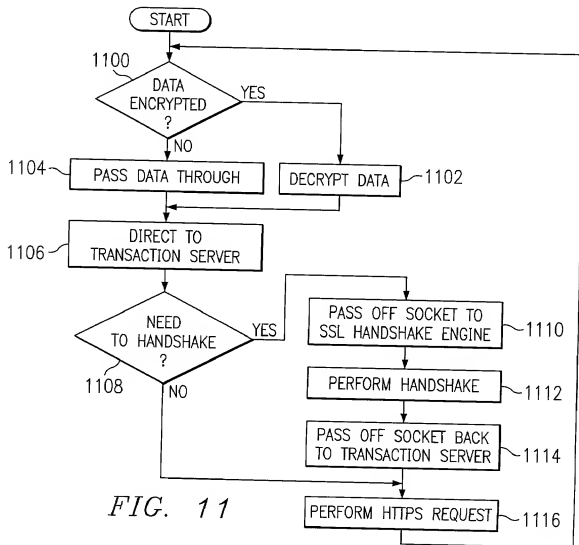 START
1100
DATA
ENCRYPTED
?
YES
NO
1104
PASS DATA THROUGH
DECRYPT DATA
1102
1106
DIRECT TO
TRANSACTION SERVER
NEED
TO HANDSHAKE
?
YES
1108
NO
PASS OFF SOCKET TO
SSL HANDSHAKE ENGINE
1110
PERFORM HANDSHAKE
1112
PASS OFF SOCKET BACK
TO TRANSACTION SERVER
1114
PERFORM HTTPS REQUEST
1116
FIG. 11